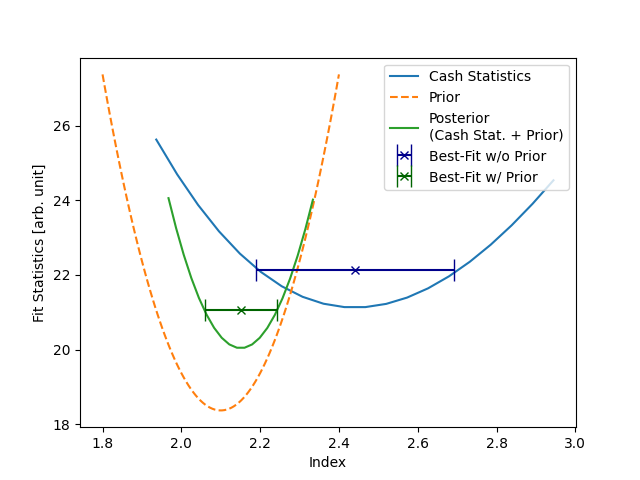 Cash Statistics
Prior
Posterior
(Cash Stat. + Prior)
Best-Fit w/o Prior
Best-Fit w/ Prior
Fit Statistics [arb. unit]
26
24
22
20
18
1.8 2.0 2.2 2.4 2.6 2.8 3.0
Index